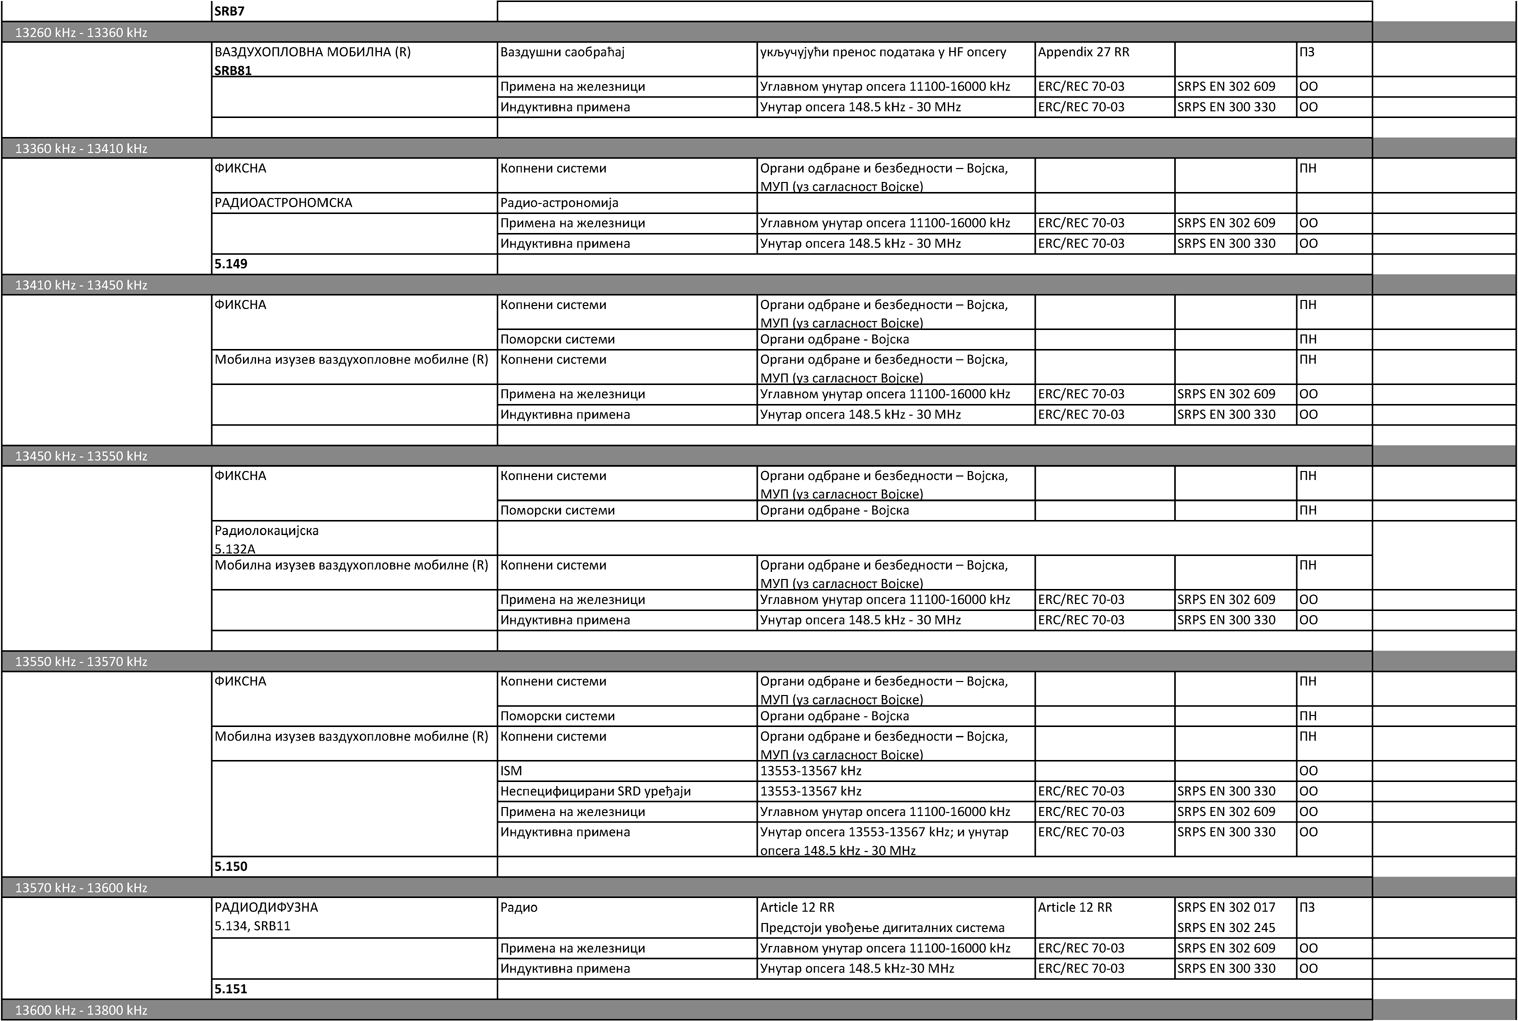 SRB7
13260 kHz - 13360 kHz
ВАЗДУХОПЛОВНА МОБИЛНА (R) Ваздушни саобраћај укључујући пренос података у HF опсегу Appendix 27 RR ПЗ
SRB81
Примена на железници Углавном унутар опсега 11100-16000 kHz ERC/REC 70-03 SRPS EN 302 609 ОО
Индуктивна примена Унутар опсега 148.5 kHz - 30 MHz ERC/REC 70-03 SRPS EN 300 330 ОО
13360 kHz - 13410 kHz
ФИКСНА Копнени системи Органи одбране и безбедности – Војска, ПН
МУП (уз сагласност Војске)
РАДИОАСТРОНОМСКА Радио-астрономија
Примена на железници Углавном унутар опсега 11100-16000 kHz ERC/REC 70-03 SRPS EN 302 609 ОО
Индуктивна примена Унутар опсега 148.5 kHz - 30 MHz ERC/REC 70-03 SRPS EN 300 330 ОО
5.149
13410 kHz - 13450 kHz
ФИКСНА Копнени системи Органи одбране и безбедности – Војска, ПН
МУП (уз сагласност Војске)
Поморски системи Органи одбране - Војска ПН
Мобилна изузев ваздухопловне мобилне (R) Копнени системи Органи одбране и безбедности – Војска, ПН
МУП (уз сагласност Војске)
Примена на железници Углавном унутар опсега 11100-16000 kHz ERC/REC 70-03 SRPS EN 302 609 ОО
Индуктивна примена Унутар опсега 148.5 kHz - 30 MHz ERC/REC 70-03 SRPS EN 300 330 ОО
13450 kHz - 13550 kHz
ФИКСНА Копнени системи Органи одбране и безбедности – Војска, ПН
МУП (уз сагласност Војске)
Поморски системи Органи одбране - Војска ПН
Радиолокацијска
5.132A
Мобилна изузев ваздухопловне мобилне (R) Копнени системи Органи одбране и безбедности – Војска, ПН
МУП (уз сагласност Војске)
Примена на железници Углавном унутар опсега 11100-16000 kHz ERC/REC 70-03 SRPS EN 302 609 ОО
Индуктивна примена Унутар опсега 148.5 kHz - 30 MHz ERC/REC 70-03 SRPS EN 300 330 ОО
13550 kHz - 13570 kHz
ФИКСНА Копнени системи Органи одбране и безбедности – Војска, ПН
МУП (уз сагласност Војске)
Поморски системи Органи одбране - Војска ПН
Мобилна изузев ваздухопловне мобилне (R) Копнени системи Органи одбране и безбедности – Војска, ПН
МУП (уз сагласност Војске)
ISM 13553-13567 kHz ОО
Неспецифицирани SRD уређаји 13553-13567 kHz ERC/REC 70-03 SRPS EN 300 330 ОО
Примена на железници Углавном унутар опсега 11100-16000 kHz ERC/REC 70-03 SRPS EN 302 609 ОО
Индуктивна примена Унутар опсега 13553-13567 kHz; и унутар ERC/REC 70-03 SRPS EN 300 330 ОО
опсега 148.5 kHz - 30 MHz
5.150
13570 kHz - 13600 kHz
РАДИОДИФУЗНА Радио Article 12 RR Article 12 RR SRPS EN 302 017 ПЗ
5.134, SRB11 Предстоји увођење дигиталних система SRPS EN 302 245
Примена на железници Углавном унутар опсега 11100-16000 kHz ERC/REC 70-03 SRPS EN 302 609 ОО
Индуктивна примена Унутар опсега 148.5 kHz-30 MHz ERC/REC 70-03 SRPS EN 300 330 ОО
5.151
13600 kHz - 13800 kHz